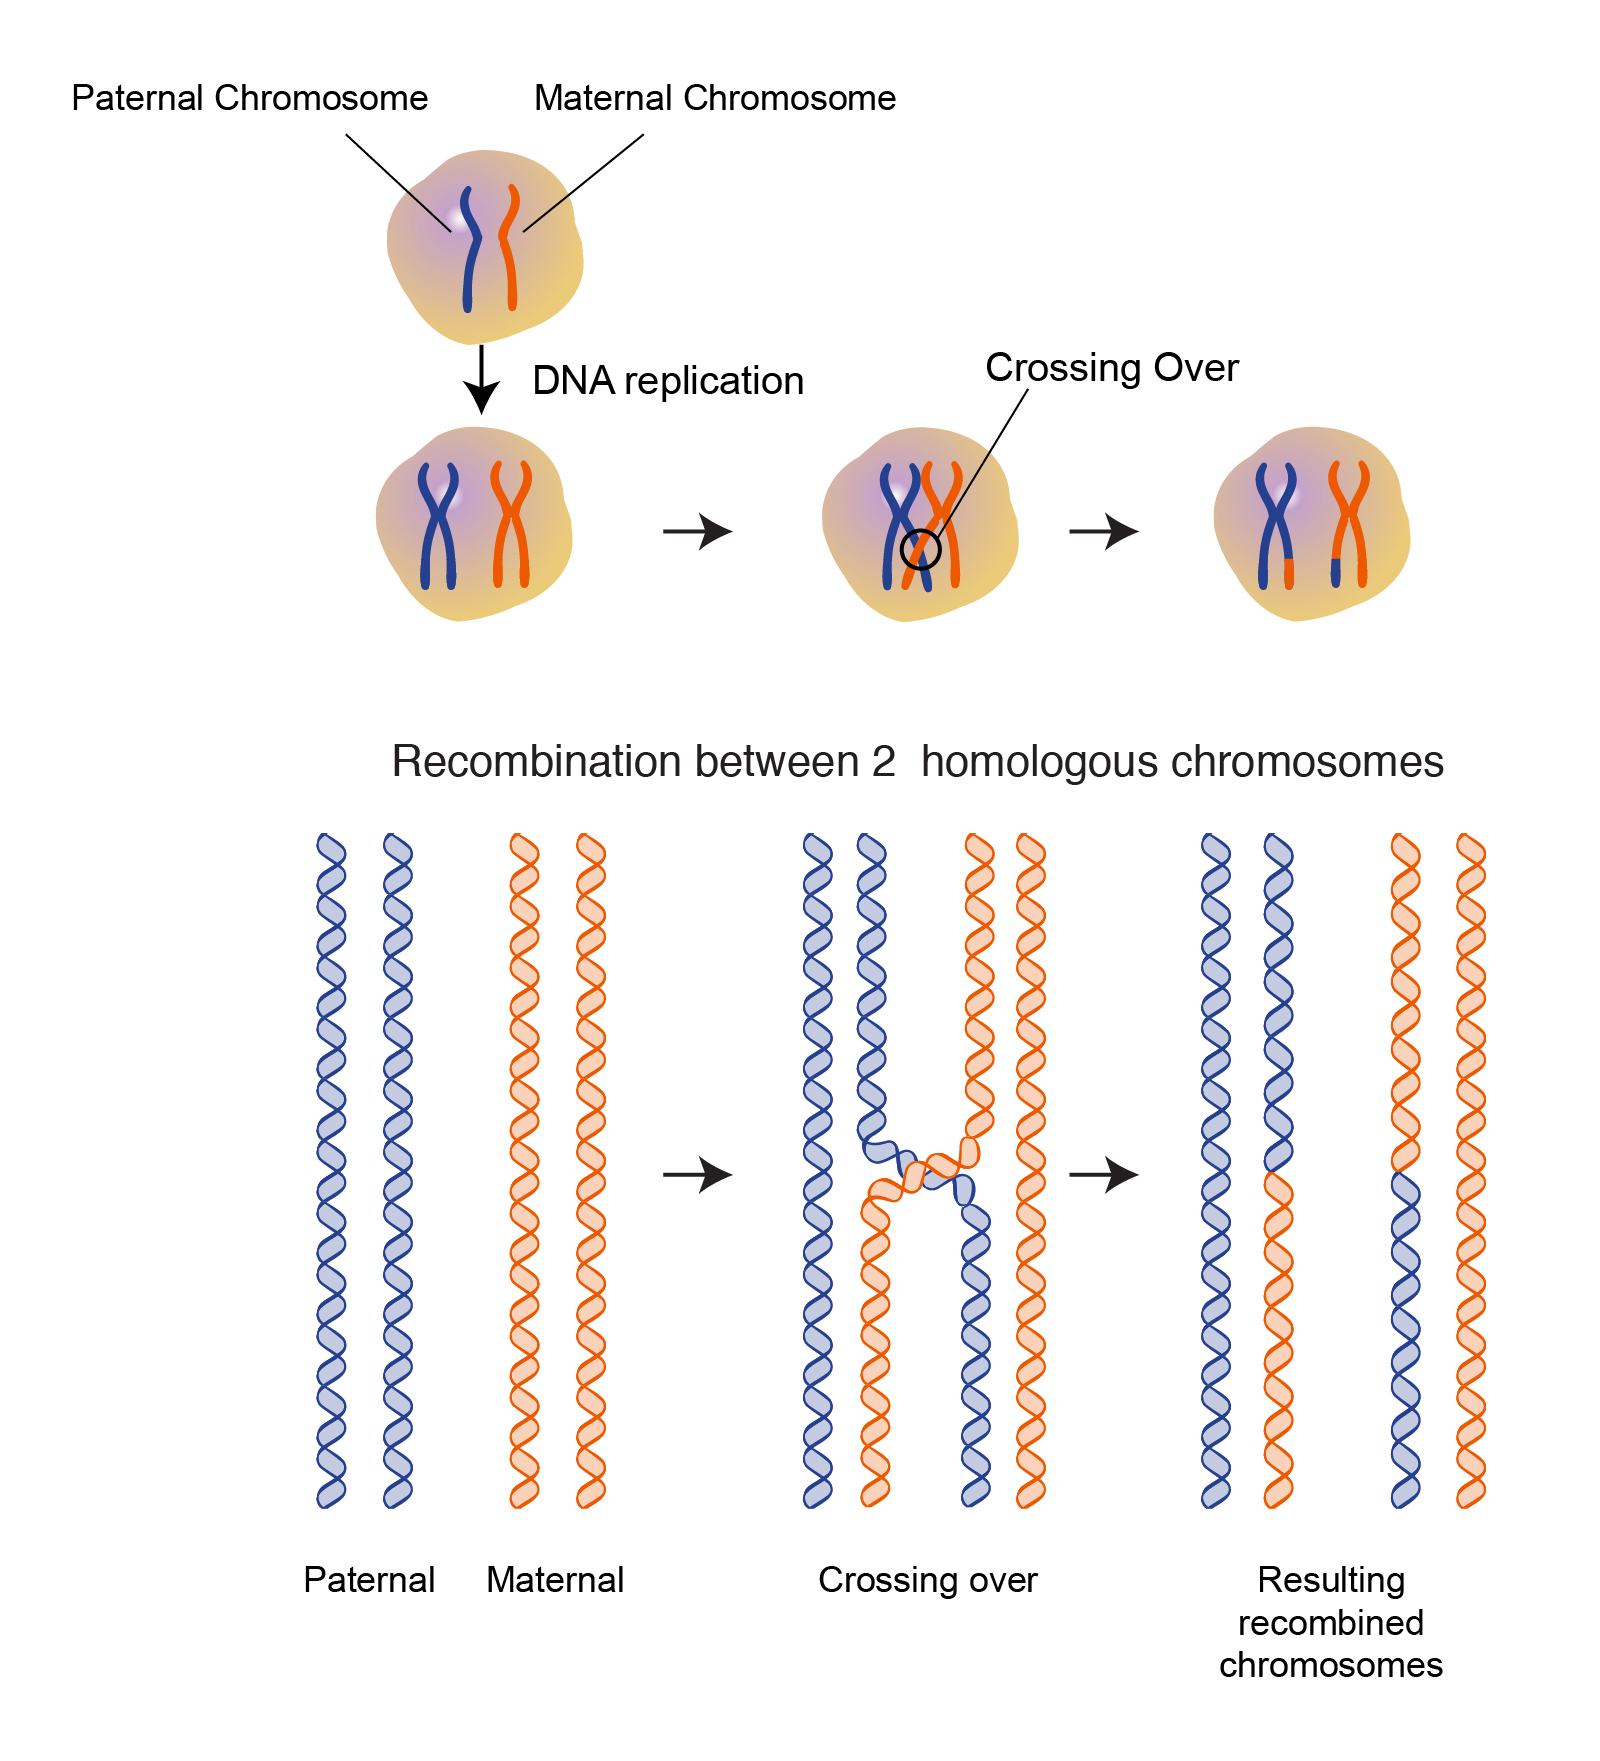 Paternal Chromosome
Maternal Chromosome
DNA replication
Crossing Over
Recombination between 2 homologous chromosomes
Paternal
Maternal
Crossing over
Resulting
recombined
chromosomes